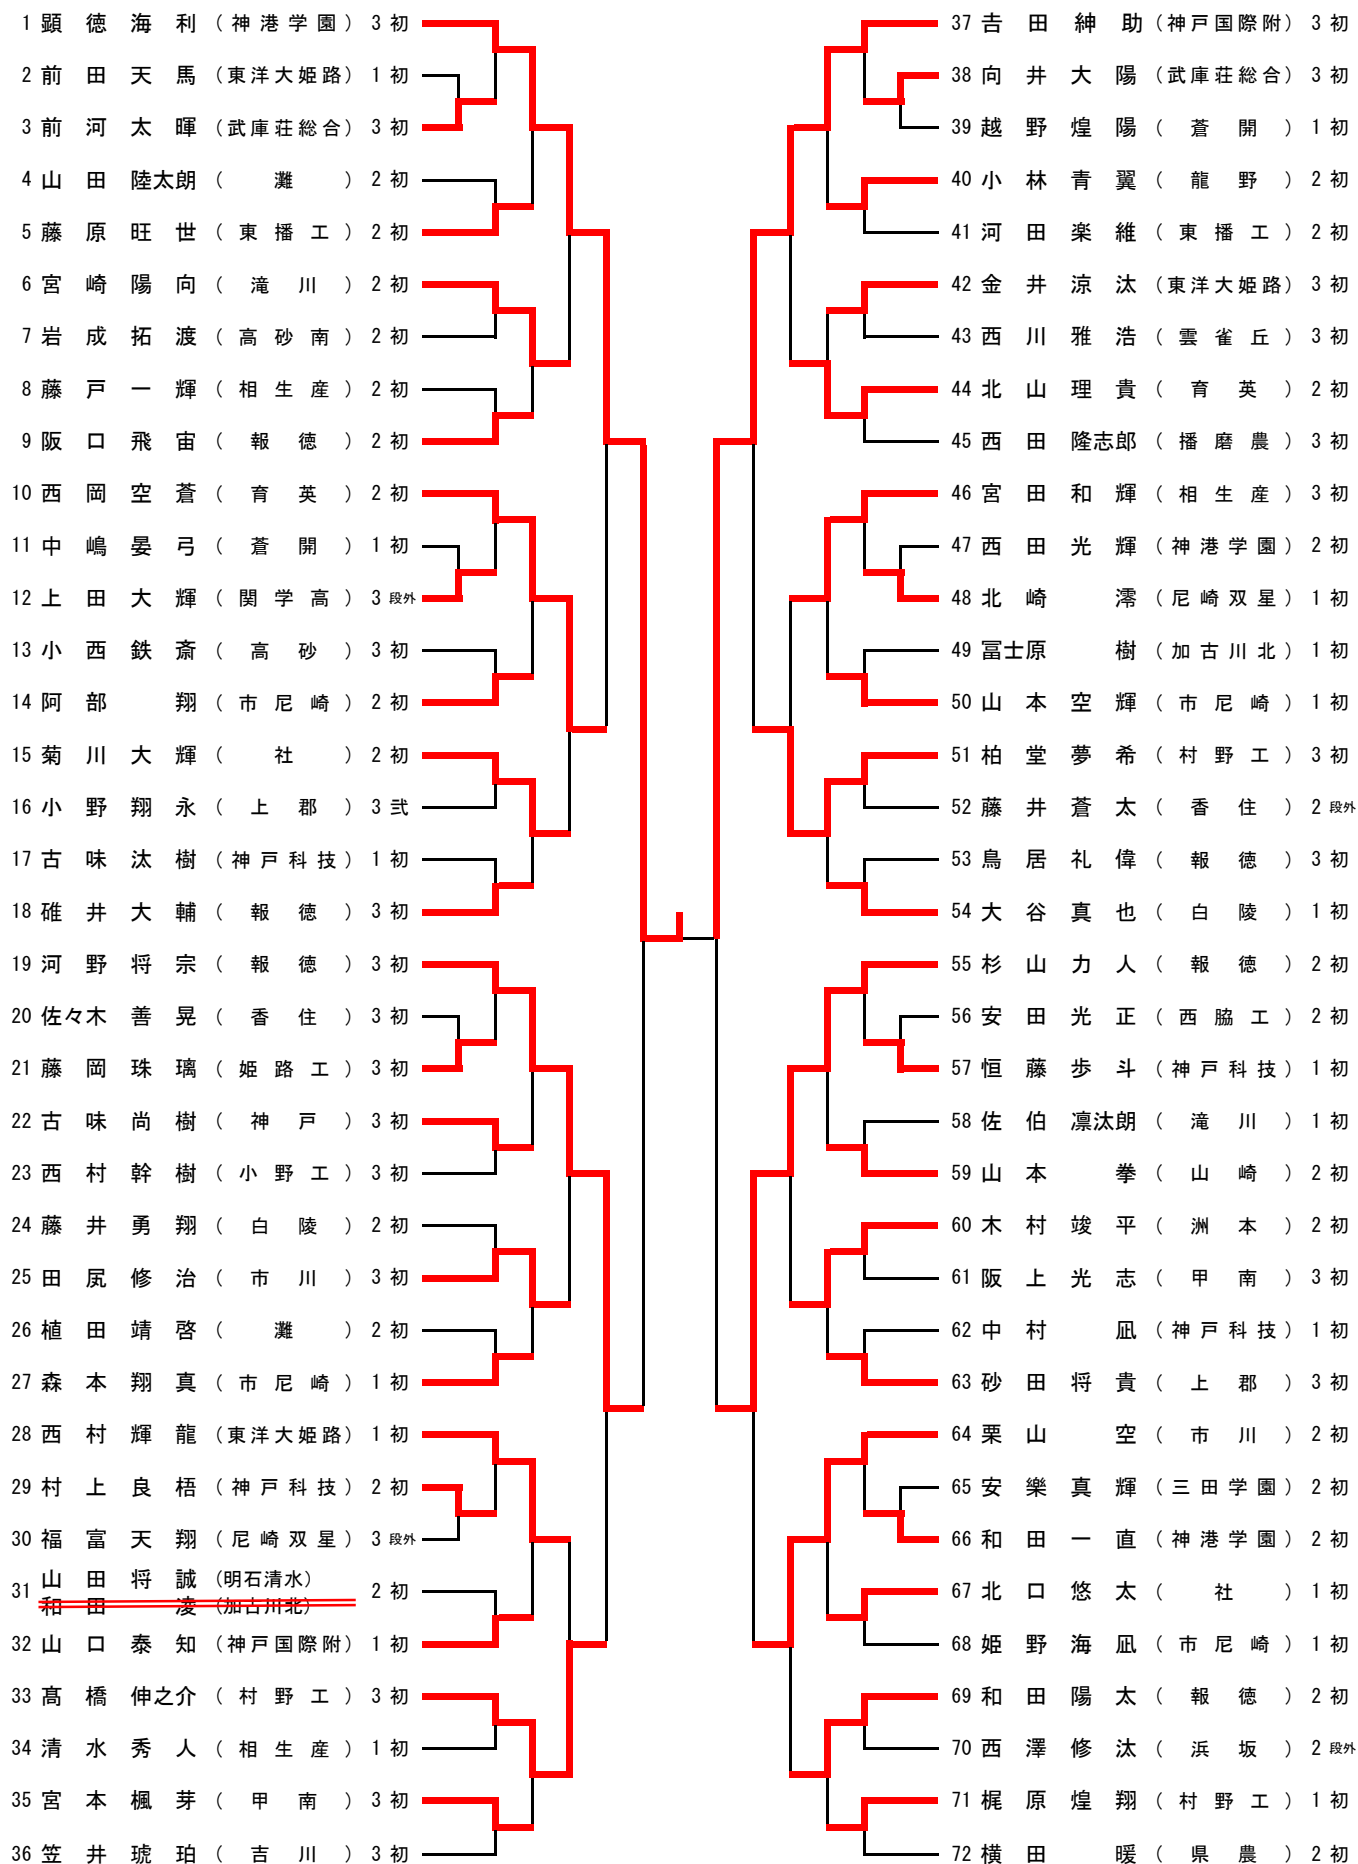 1 顕徳海利 (神港学園) 3 初
2 前田天馬 (東洋大姫路) 1 初
3 前河太暉 (武庫荘総合) 3 初
4 山田陸太朗 (灘) 2 初
5 藤原旺世 (東播工) 2 初
6 宮崎陽向 (滝川) 2 初
7 岩成拓渡 (高砂南) 2 初
8 藤戸一輝 (相生産) 2 初
9 阪口飛宙 (報徳) 2 初
10 西岡空蒼 (育英) 2 初
11 中嶋晏弓 (蒼開) 1 初
12 上田大輝 (関学高) 3 段外
13 小西鉄斎 (高砂) 3 初
14 阿部翔 (市尼崎) 2 初
15 菊川大輝 (社) 2 初
16 小野翔永 (上郡) 3 弐
17 古味汰樹 (神戸科技) 1 初
18 碓井大輔 (報徳) 3 初
19 河野将宗 (報徳) 3 初
20 佐々木善晃 (香住) 3 初
21 藤岡珠璃 (姫路工) 3 初
22 古味尚樹 (神戸) 3 初
23 西村幹樹 (小野工) 3 初
24 藤井勇翔 (白陵) 2 初
25 田尻修治 (市川) 3 初
26 植田靖啓 (灘) 2 初
27 森本翔真 (市尼崎) 1 初
28 西村輝龍 (東洋大姫路) 1 初
29 村上良梧 (神戸科技) 2 初
30 福富天翔 (尼崎双星) 3 段外
31 山田将誠 (明石清水) 2 初
和田凌 (加古川北)
32 山口泰知 (神戸国際附) 1 初
33 髙橋伸之介 (村野工) 3 初
34 清水秀人 (相生産) 1 初
35 宮本楓芽 (甲南) 3 初
36 笠井琥珀 (吉川) 3 初
37 吉田紳助 (神戸国際附) 3 初
38 向井大陽 (武庫荘総合) 3 初
39 越野煌陽 (蒼開) 1 初
40 小林青翼 (龍野) 2 初
41 河田楽維 (東播工) 2 初
42 金井涼汰 (東洋大姫路) 3 初
43 西川雅浩 (雲雀丘) 3 初
44 北山理貴 (育英) 2 初
45 西田隆志郎 (播磨農) 3 初
46 宮田和輝 (相生産) 3 初
47 西田光輝 (神港学園) 2 初
48 北崎澪 (尼崎双星) 1 初
49 冨士原樹 (加古川北) 1 初
50 山本空輝 (市尼崎) 1 初
51 柏堂夢希 (村野工) 3 初
52 藤井蒼太 (香住) 2 段外
53 鳥居礼偉 (報徳) 3 初
54 大谷真也 (白陵) 1 初
55 杉山力人 (報徳) 2 初
56 安田光正 (西脇工) 2 初
57 恒藤歩斗 (神戸科技) 1 初
58 佐伯凛汰朗 (滝川) 1 初
59 山本拳 (山崎) 2 初
60 木村竣平 (洲本) 2 初
61 阪上光志 (甲南) 3 初
62 中村凪 (神戸科技) 1 初
63 砂田将貴 (上郡) 3 初
64 栗山空 (市川) 2 初
65 安樂真輝 (三田学園) 2 初
66 和田一直 (神港学園) 2 初
67 北口悠太 (社) 1 初
68 姫野海凪 (市尼崎) 1 初
69 和田陽太 (報徳) 2 初
70 西澤修汰 (浜坂) 2 段外
71 梶原煌翔 (村野工) 1 初
72 横田暖 (県農) 2 初